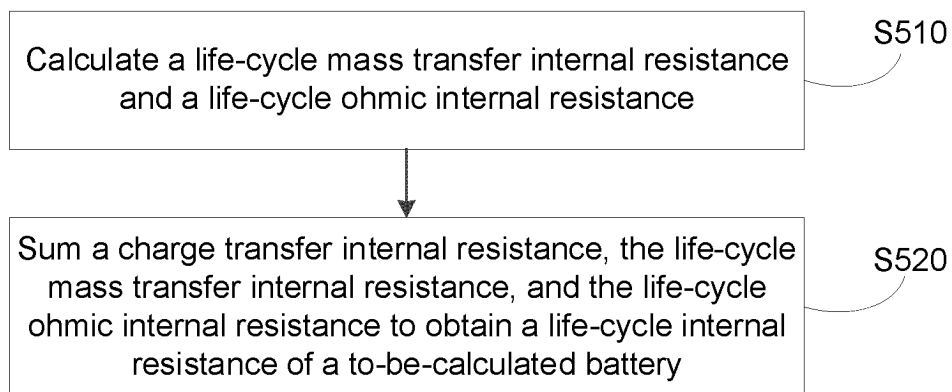 S510
Calculate a life-cycle mass transfer internal resistance
and a life-cycle ohmic internal resistance
S520
Sum a charge transfer internal resistance, the life-cycle
mass transfer internal resistance, and the life-cycle
ohmic internal resistance to obtain a life-cycle internal
resistance of a to-be-calculated battery